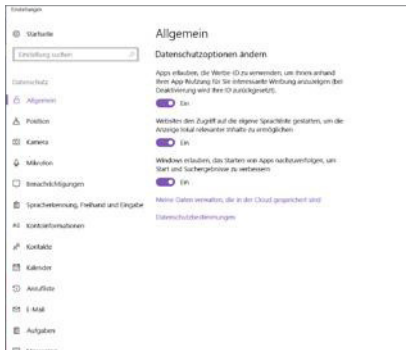 Einstellungen
Startseite
Einstellung suchen
Datenschutz
Allgemein
Position
Kamera
Mikrofon
Benachrichtigungen
Spracherkennung, Freihand und Eingabe
Kontoinformationen
Kontakte
Kalender
Anrufliste
E-Mail
Aufgaben
Allgemein
Datenschutzoptionen ändern
Apps erlauben, die Werbe-ID zu verwenden, um Ihnen anhand
Ihrer App-Nutzung für Sie interessante Werbung anzuzeigen (bei
Deaktivierung wird Ihre ID zurückgesetzt).
Ein
Websites den Zugriff auf die eigene Sprachliste gestatten, um die
Anzeige lokal relevanter Inhalte zu ermöglichen
Ein
Windows erlauben, das Starten von Apps nachzuverfolgen, um
Start und Suchergebnisse zu verbessern
Ein
Meine Daten verwalten, die in der Cloud gespeichert sind
Datenschutzbestimmungen